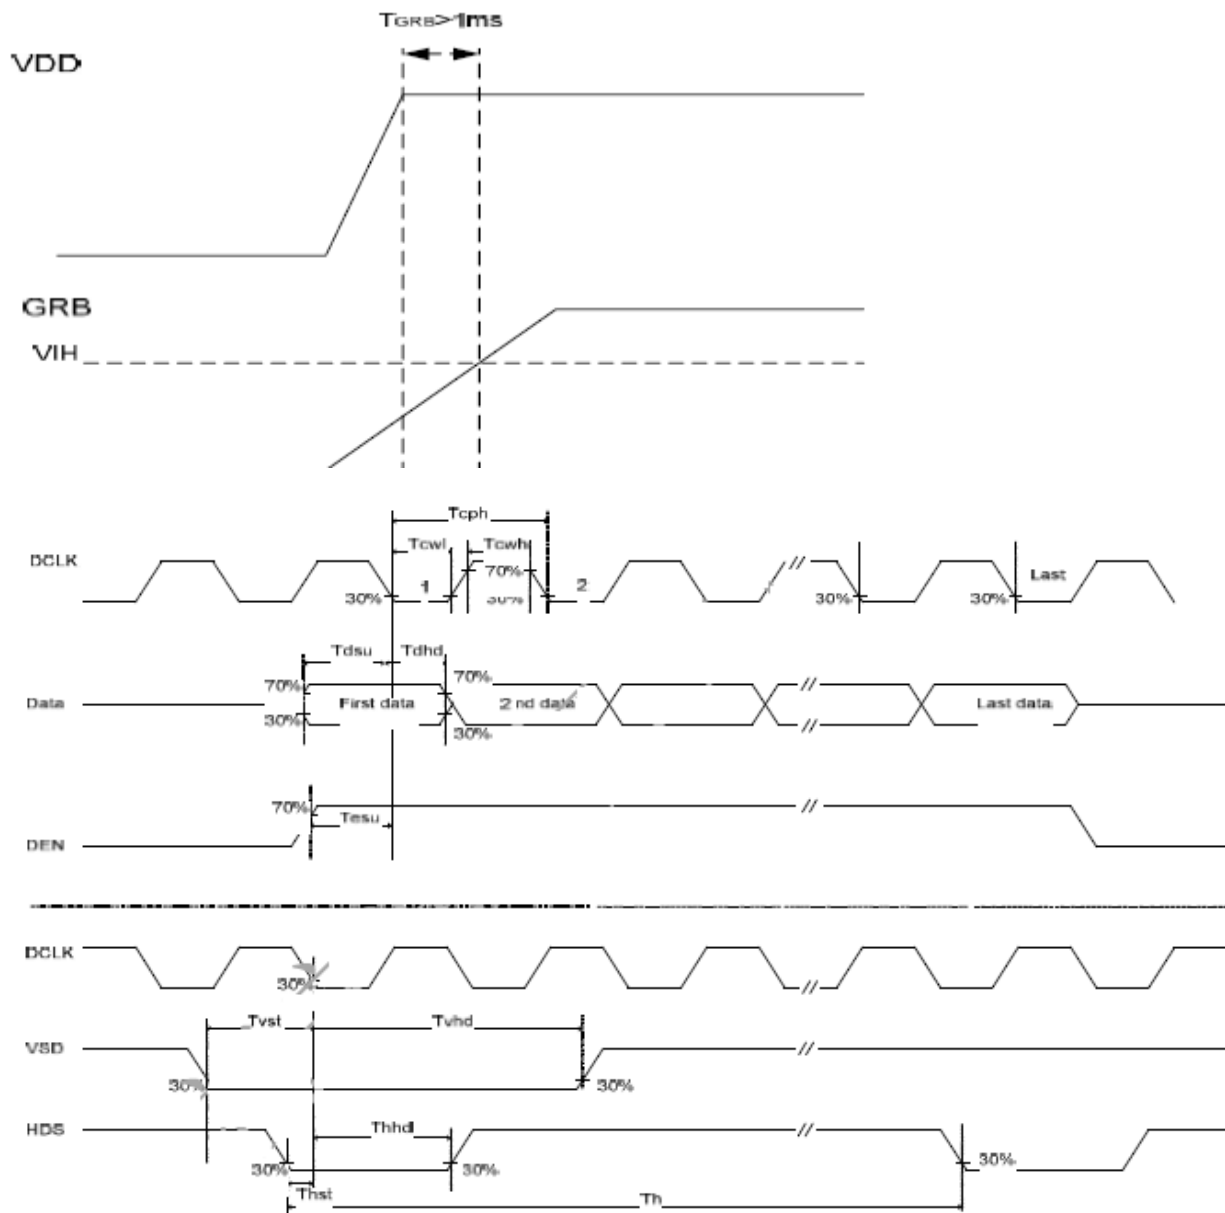 TGRB>1ms
VDD
GRB
VIH
Tcph
DCLK Tcwl Tcwh
70%
30% 1 30% 2 30% 30% Last
Tdsu Tdhd
70% 70%
Data First data 2 nd data Last data
30% 30%
70%
Tesu
DEN
DCLK
30%
Tvst Tvhd
VSD
30% 30%
HDS Thhd
30% 30% 30%
Thst Th